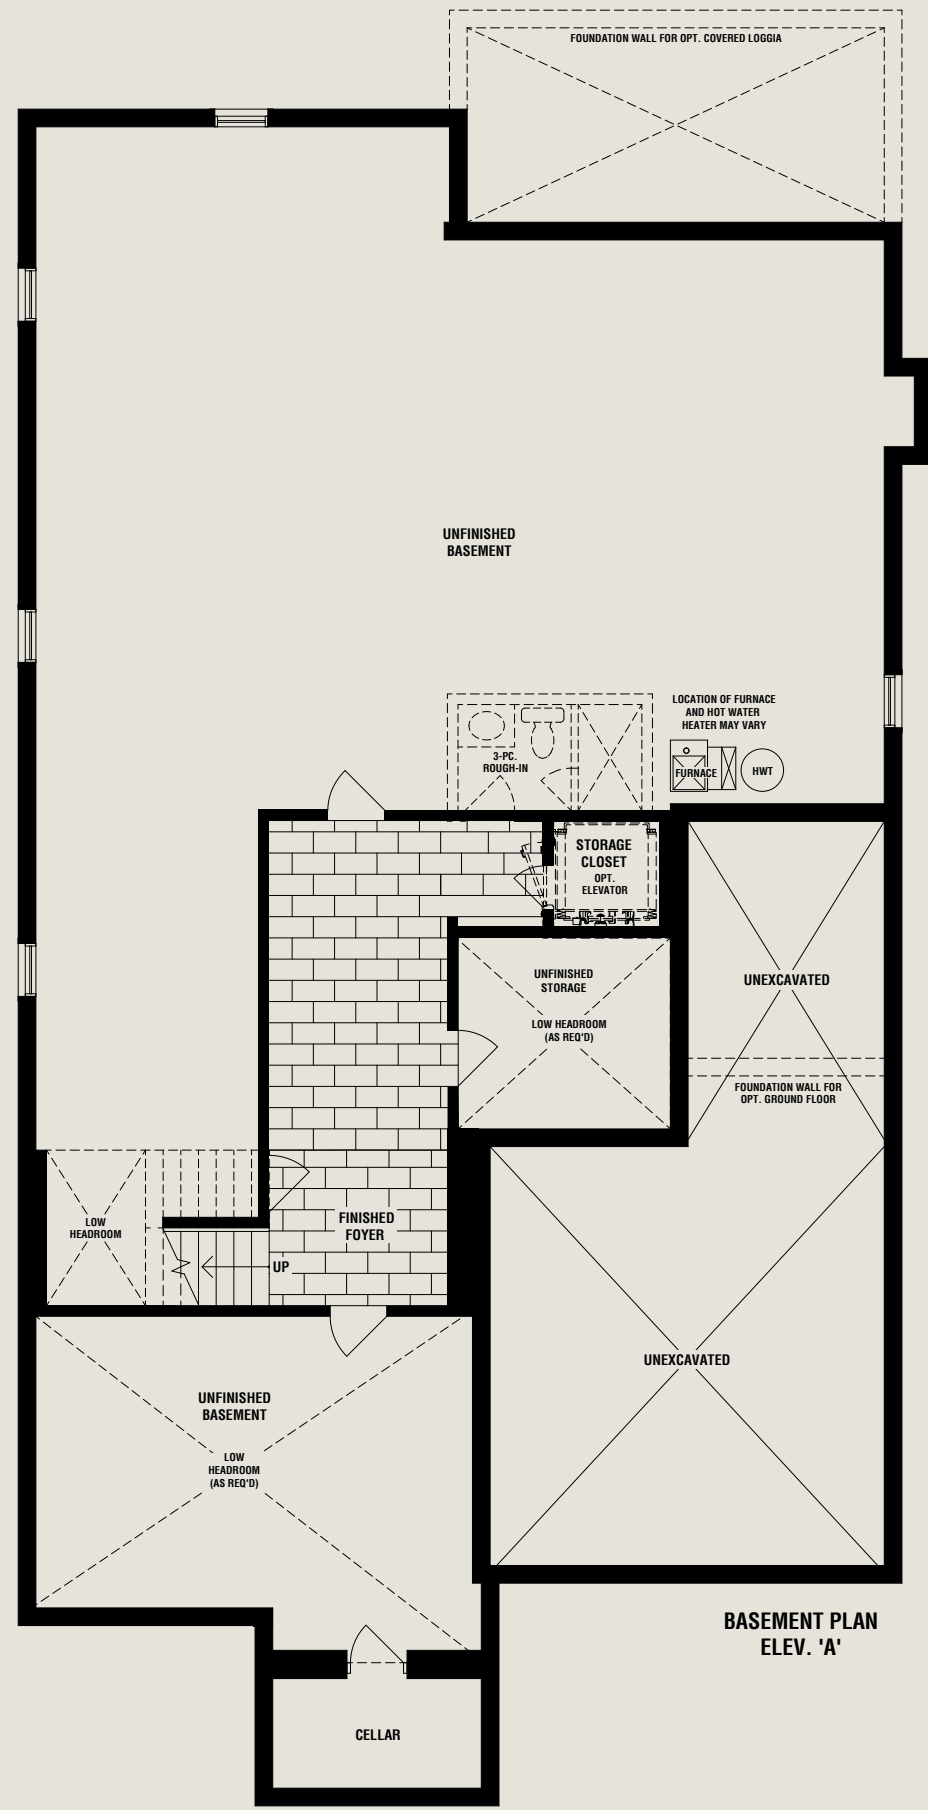 FOUNDATION WALL FOR OPT. COVERED LOGGIA
UNFINISHED
BASEMENT
LOCATION OF FURNACE
AND HOT WATER
HEATER MAY VARY
3-PC.
ROUGH-IN
FURNACE
HWT
STORAGE
CLOSET
OPT.
ELEVATOR
UNFINISHED
STORAGE
LOW HEADROOM
(AS REQ'D)
UNEXCAVATED
FOUNDATION WALL FOR
OPT. GROUND FLOOR
LOW
HEADROOM
FINISHED
FOYER
UP
UNEXCAVATED
UNFINISHED
BASEMENT
LOW
HEADROOM
(AS REQ'D)
BASEMENT PLAN
ELEV. 'A'
CELLAR